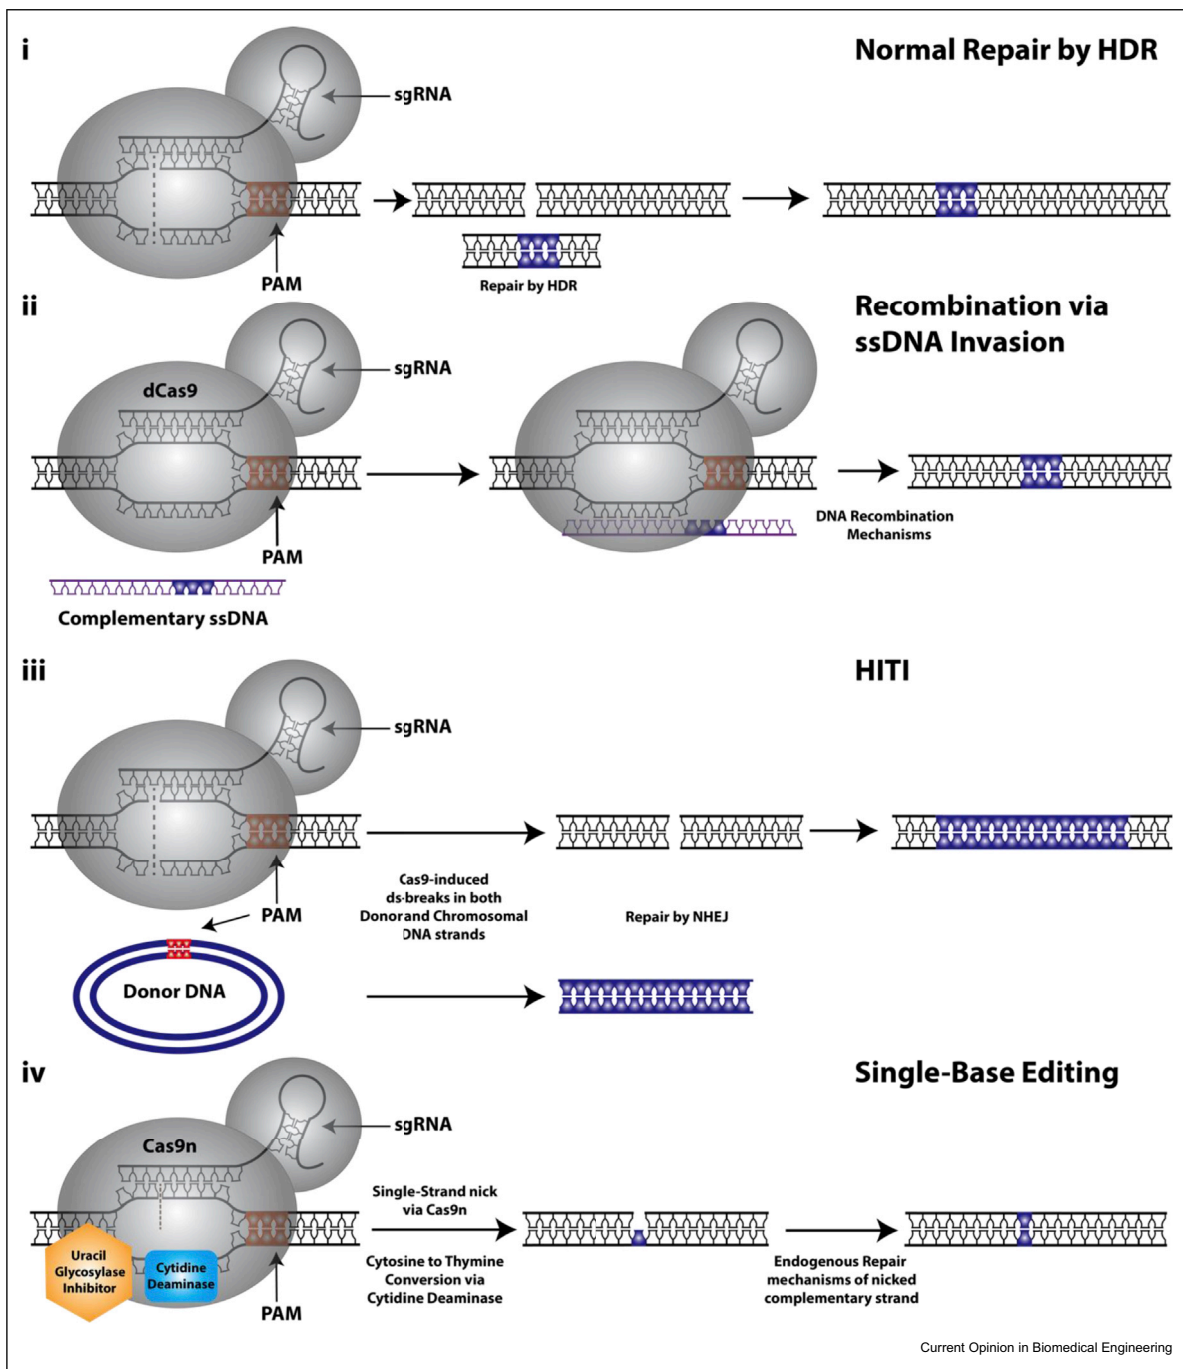 i
Normal Repair by HDR
sgRNA
PAM
Repair by HDR
ii
Recombination via
ssDNA Invasion
sgRNA
dCas9
PAM
DNA Recombination
Mechanisms
Complementary ssDNA
iii
HITI
sgRNA
PAM
Cas9-induced
ds-breaks in both
Donor and Chromosomal
DNA strands
Repair by NHEJ
Donor DNA
iv
Single-Base Editing
sgRNA
Cas9n
Single-Strand nick
via Cas9n
Uracil
Glycosylase
Inhibitor
Cytidine
Deaminase
Cytosine to Thymine
Conversion via
Cytidine Deaminase
Endogenous Repair
mechanisms of nicked
complementary strand
PAM
Current Opinion in Biomedical Engineering